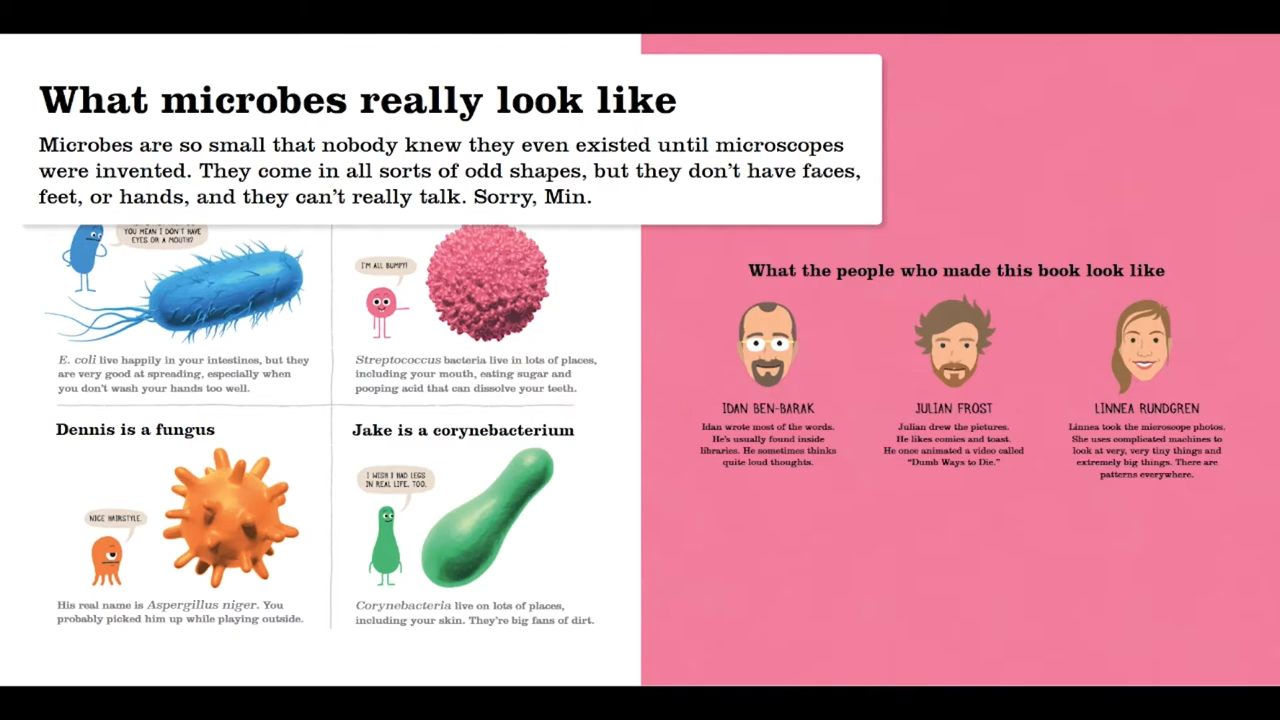 What microbes really look like
Microbes are so small that nobody knew they even existed until microscopes
were invented. They come in all sorts of odd shapes, but they don't have faces,
feet, or hands, and they can't really talk. Sorry, Min.
YOU MEAN I DON'T HAVE
EYES OR A MOUTH?
E. coli live happily in your intestines, but they
are very good at spreading, especially when
you don't wash your hands too well.
I'M ALL BUMPY!
Streptococcus bacteria live in lots of places,
including your mouth, eating sugar and
pooping acid that can dissolve your teeth.
Dennis is a fungus
NICE HAIRSTYLE.
His real name is Aspergillus niger. You
probably picked him up while playing outside.
Jake is a corynebacterium
I WISH I HAD LEGS
IN REAL LIFE, TOO.
Corynebacteria live on lots of places,
including your skin. They're big fans of dirt.
What the people who made this book look like
IDAN BEN-BARAK
Idan wrote most of the words.
He's usually found inside
libraries. He sometimes thinks
quite loud thoughts.
JULIAN FROST
Julian drew the pictures.
He likes comics and toast.
He once animated a video called
"Dumb Ways to Die."
LINNEA RUNDGREN
Linnea took the microscope photos.
She uses complicated machines to
look at very, very tiny things and
extremely big things. There are
patterns everywhere.